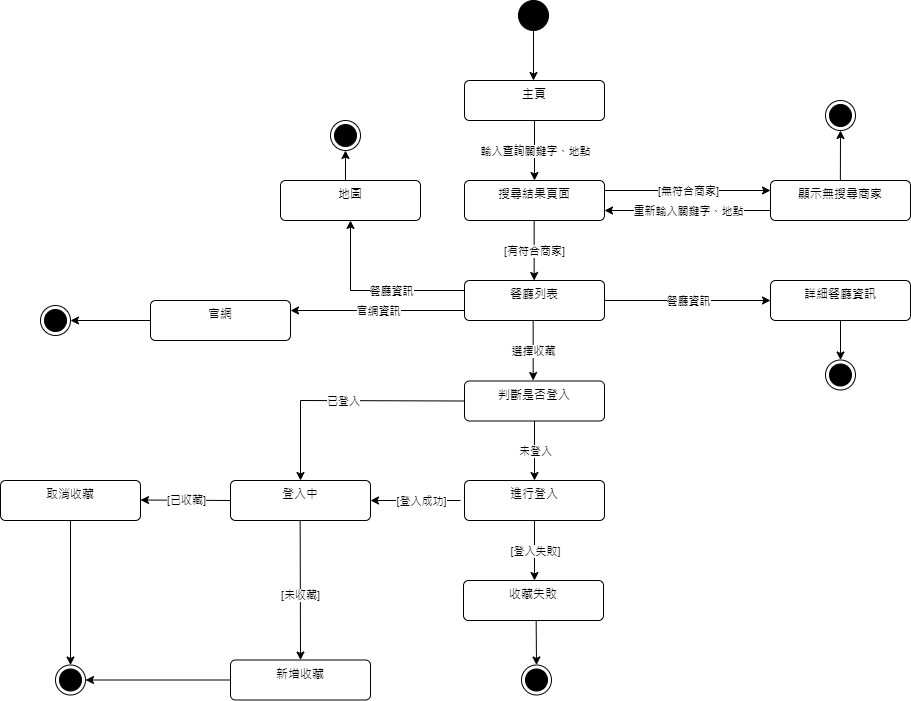 主頁
輸入查詢關鍵字、地點
地圖
搜尋結果頁面
[無符合商家]
顯示無搜尋商家
重新輸入關鍵字、地點
[有符合商家]
餐廳資訊
餐廳列表
餐廳資訊
詳細餐廳資訊
官網
官網資訊
選擇收藏
判斷是否登入
已登入
未登入
取消收藏
[已收藏]
登入中
[登入成功]
進行登入
[登入失敗]
[未收藏]
收藏失敗
新增收藏